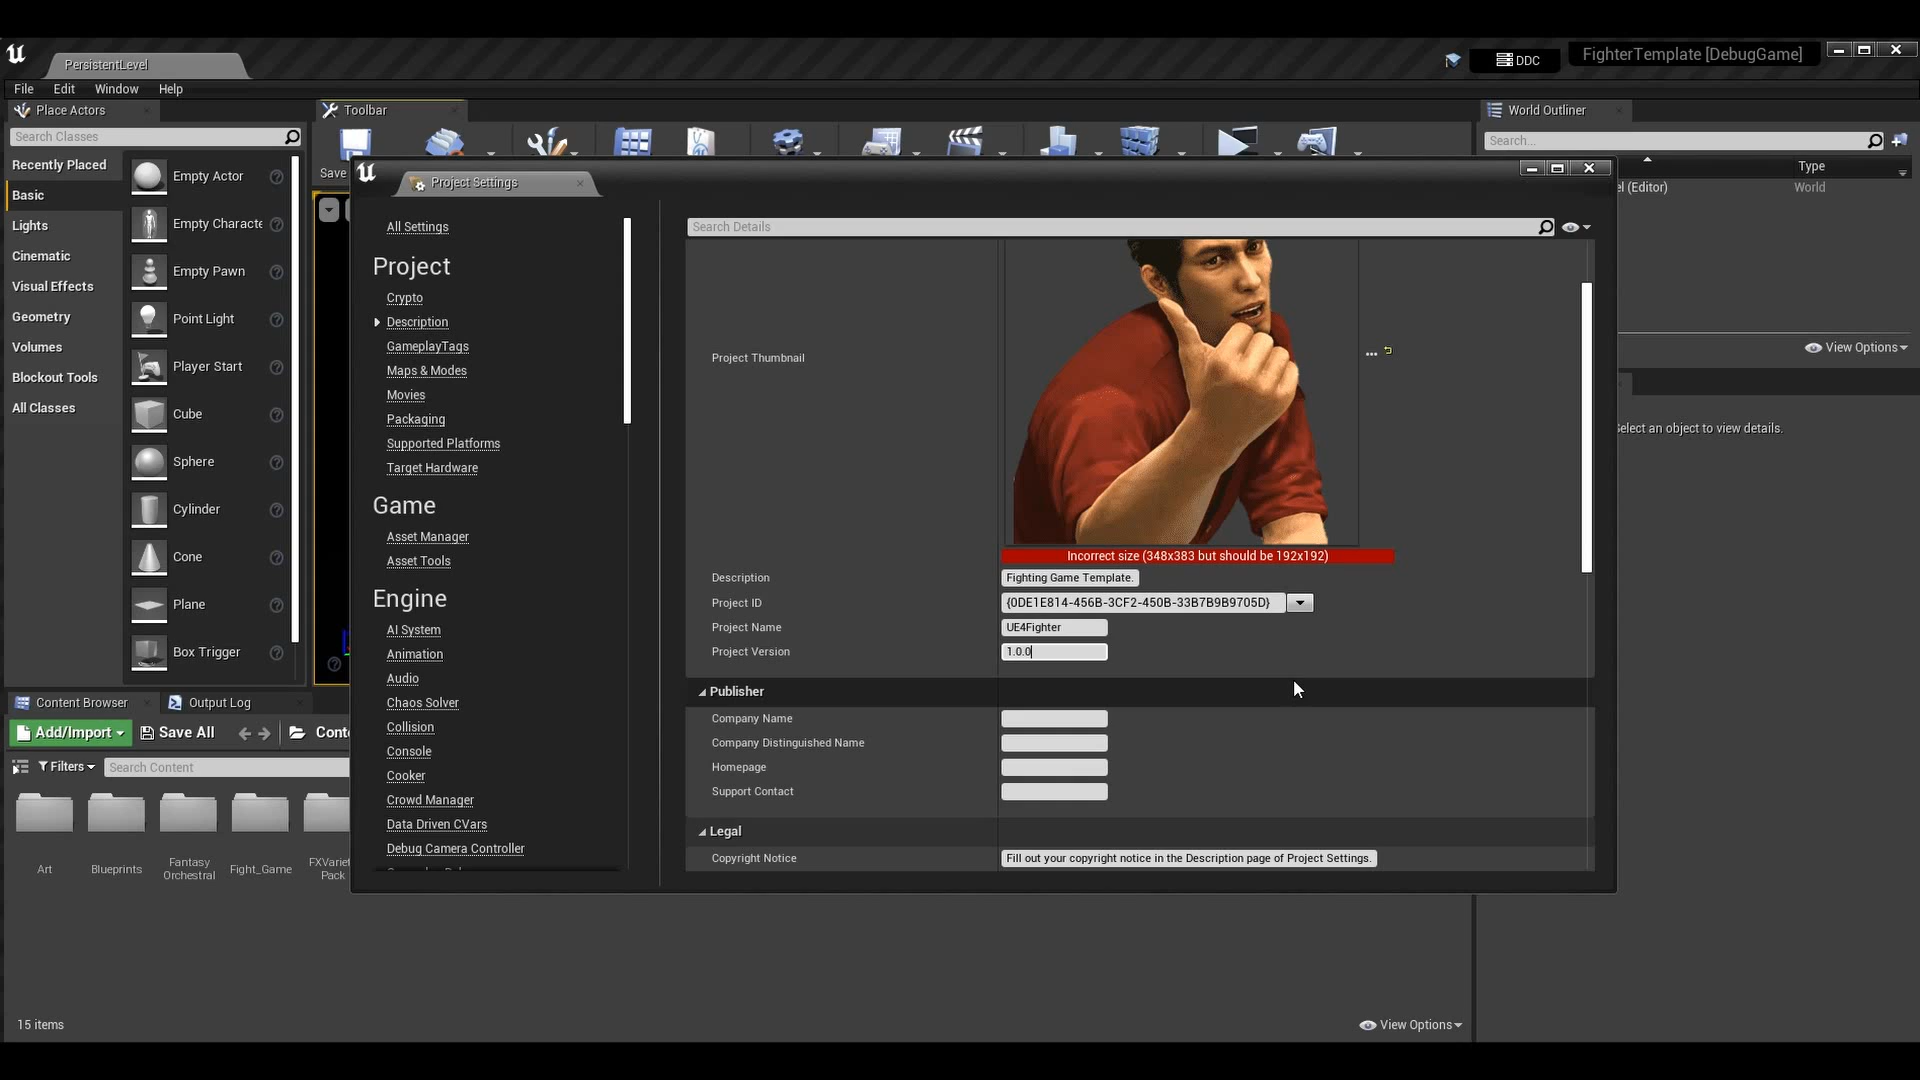 PersistentLevel
DDC
FighterTemplate [DebugGame]
File
Edit
Window
Help
Place Actors
Toolbar
World Outliner
Search Classes
Search...
Recently Placed
Basic
Lights
Cinematic
Visual Effects
Geometry
Volumes
Blockout Tools
All Classes
Empty Actor
Empty Characte
Empty Pawn
Point Light
Player Start
Cube
Sphere
Cylinder
Cone
Plane
Box Trigger
Save
Type
(Editor)
World
View Options
Select an object to view details.
Project Settings
All Settings
Project
Crypto
Description
GameplayTags
Maps & Modes
Movies
Packaging
Supported Platforms
Target Hardware
Game
Asset Manager
Asset Tools
Engine
AI System
Animation
Audio
Chaos Solver
Collision
Console
Cooker
Crowd Manager
Data Driven CVars
Debug Camera Controller
Search Details
Project Thumbnail
Incorrect size (348x383 but should be 192x192)
Description
Fighting Game Template.
Project ID
{0DE1E814-456B-3CF2-450B-33B7B9B9705D}
Project Name
UE4Fighter
Project Version
1.0.0
Publisher
Company Name
Company Distinguished Name
Homepage
Support Contact
Legal
Copyright Notice
Fill out your copyright notice in the Description page of Project Settings.
Content Browser
Output Log
Add/Import
Save All
Conte
Filters
Search Content
Art
Blueprints
Fantasy
Orchestral
Fight_Game
FXVariet
Pack
15 items
View Options